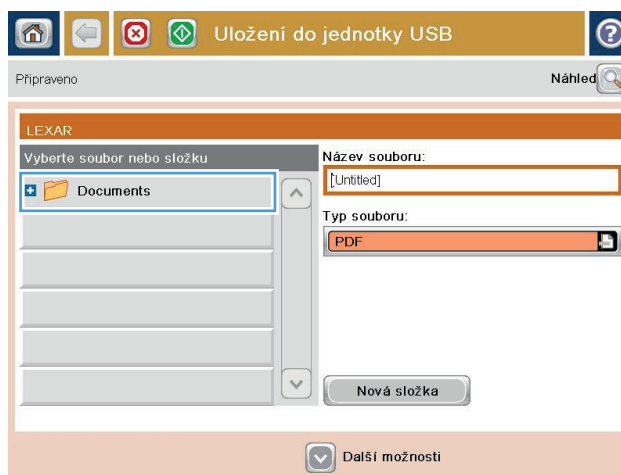 Uložení do jednotky USB
Připraveno
Náhled
LEXAR
Vyberte soubor nebo složku
Documents
Název souboru:
[Untitled]
Typ souboru:
PDF
Nová složka
Další možnosti